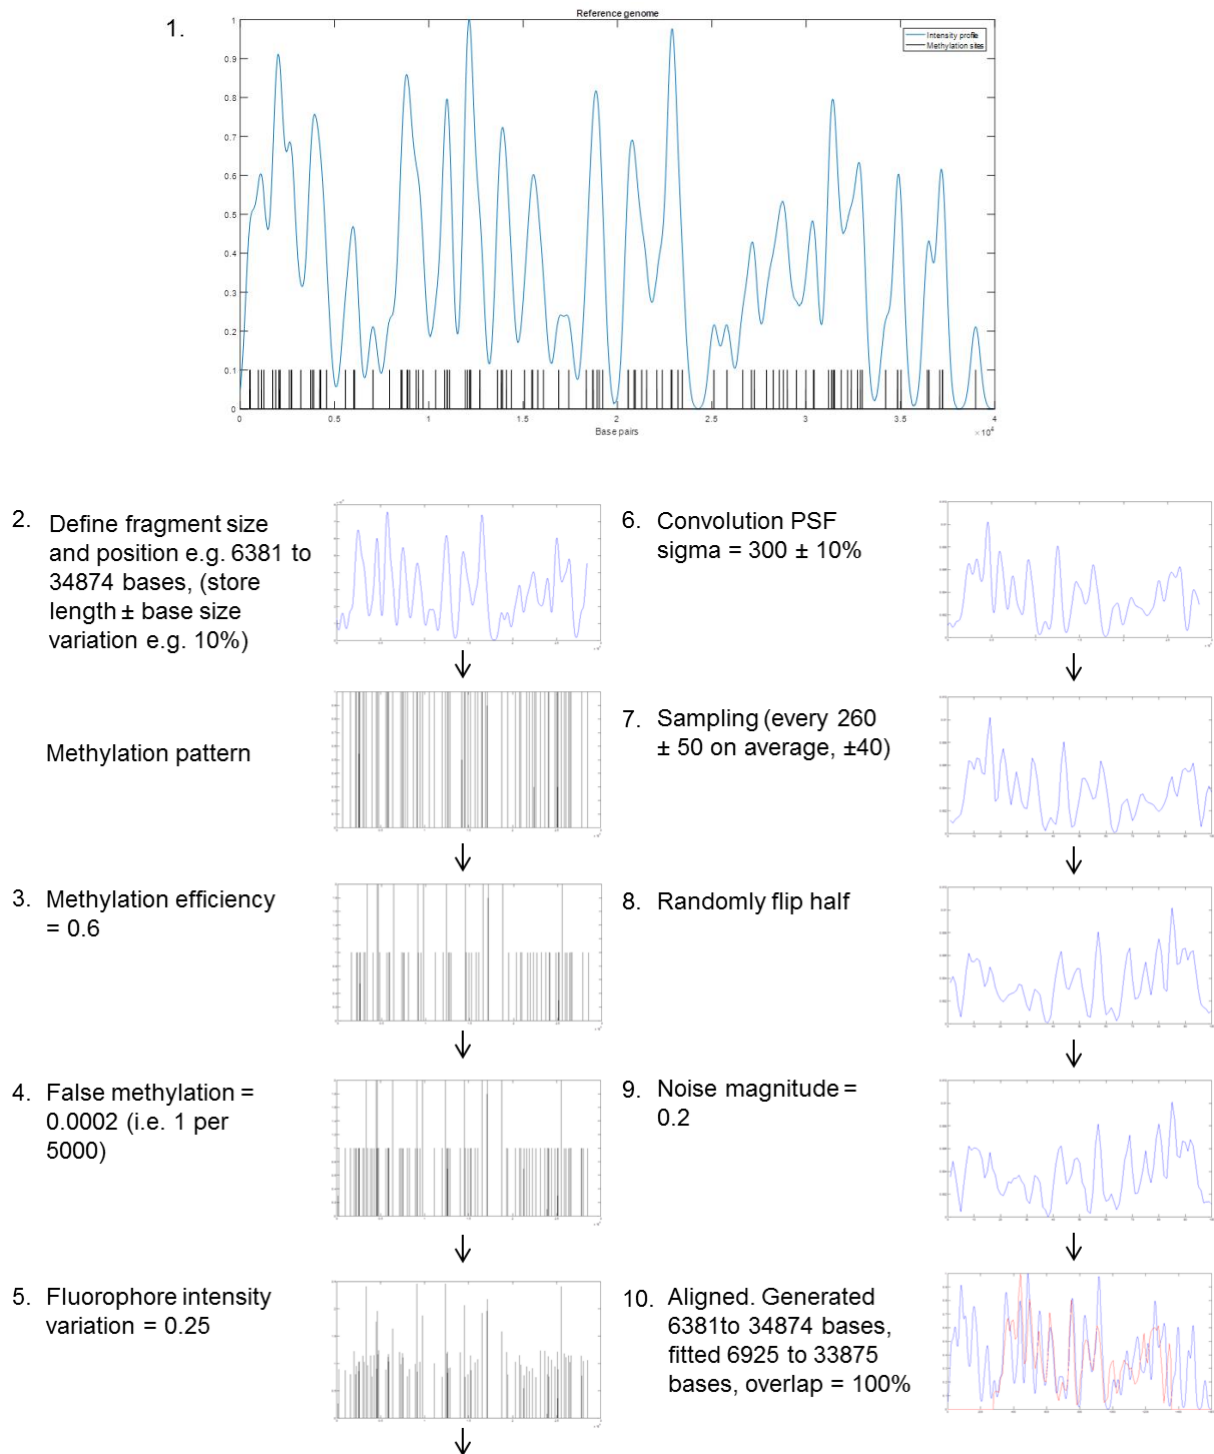 1.
Reference genome
Intensity profile
Methylation sites
1
0.9
0.8
0.7
0.6
0.5
0.4
0.3
0.2
0.1
0
0 0.5 1 1.5 2 2.5 3 3.5 4
Base pairs
×10⁴
2. Define fragment size
and position e.g. 6381 to
34874 bases, (store
length ± base size
variation e.g. 10%)
Methylation pattern
3. Methylation efficiency
= 0.6
4. False methylation =
0.0002 (i.e. 1 per
5000)
5. Fluorophore intensity
variation = 0.25
6. Convolution PSF
sigma = 300 ± 10%
7. Sampling (every 260
± 50 on average, ±40)
8. Randomly flip half
9. Noise magnitude =
0.2
10. Aligned. Generated
6381to 34874 bases,
fitted 6925 to 33875
bases, overlap = 100%